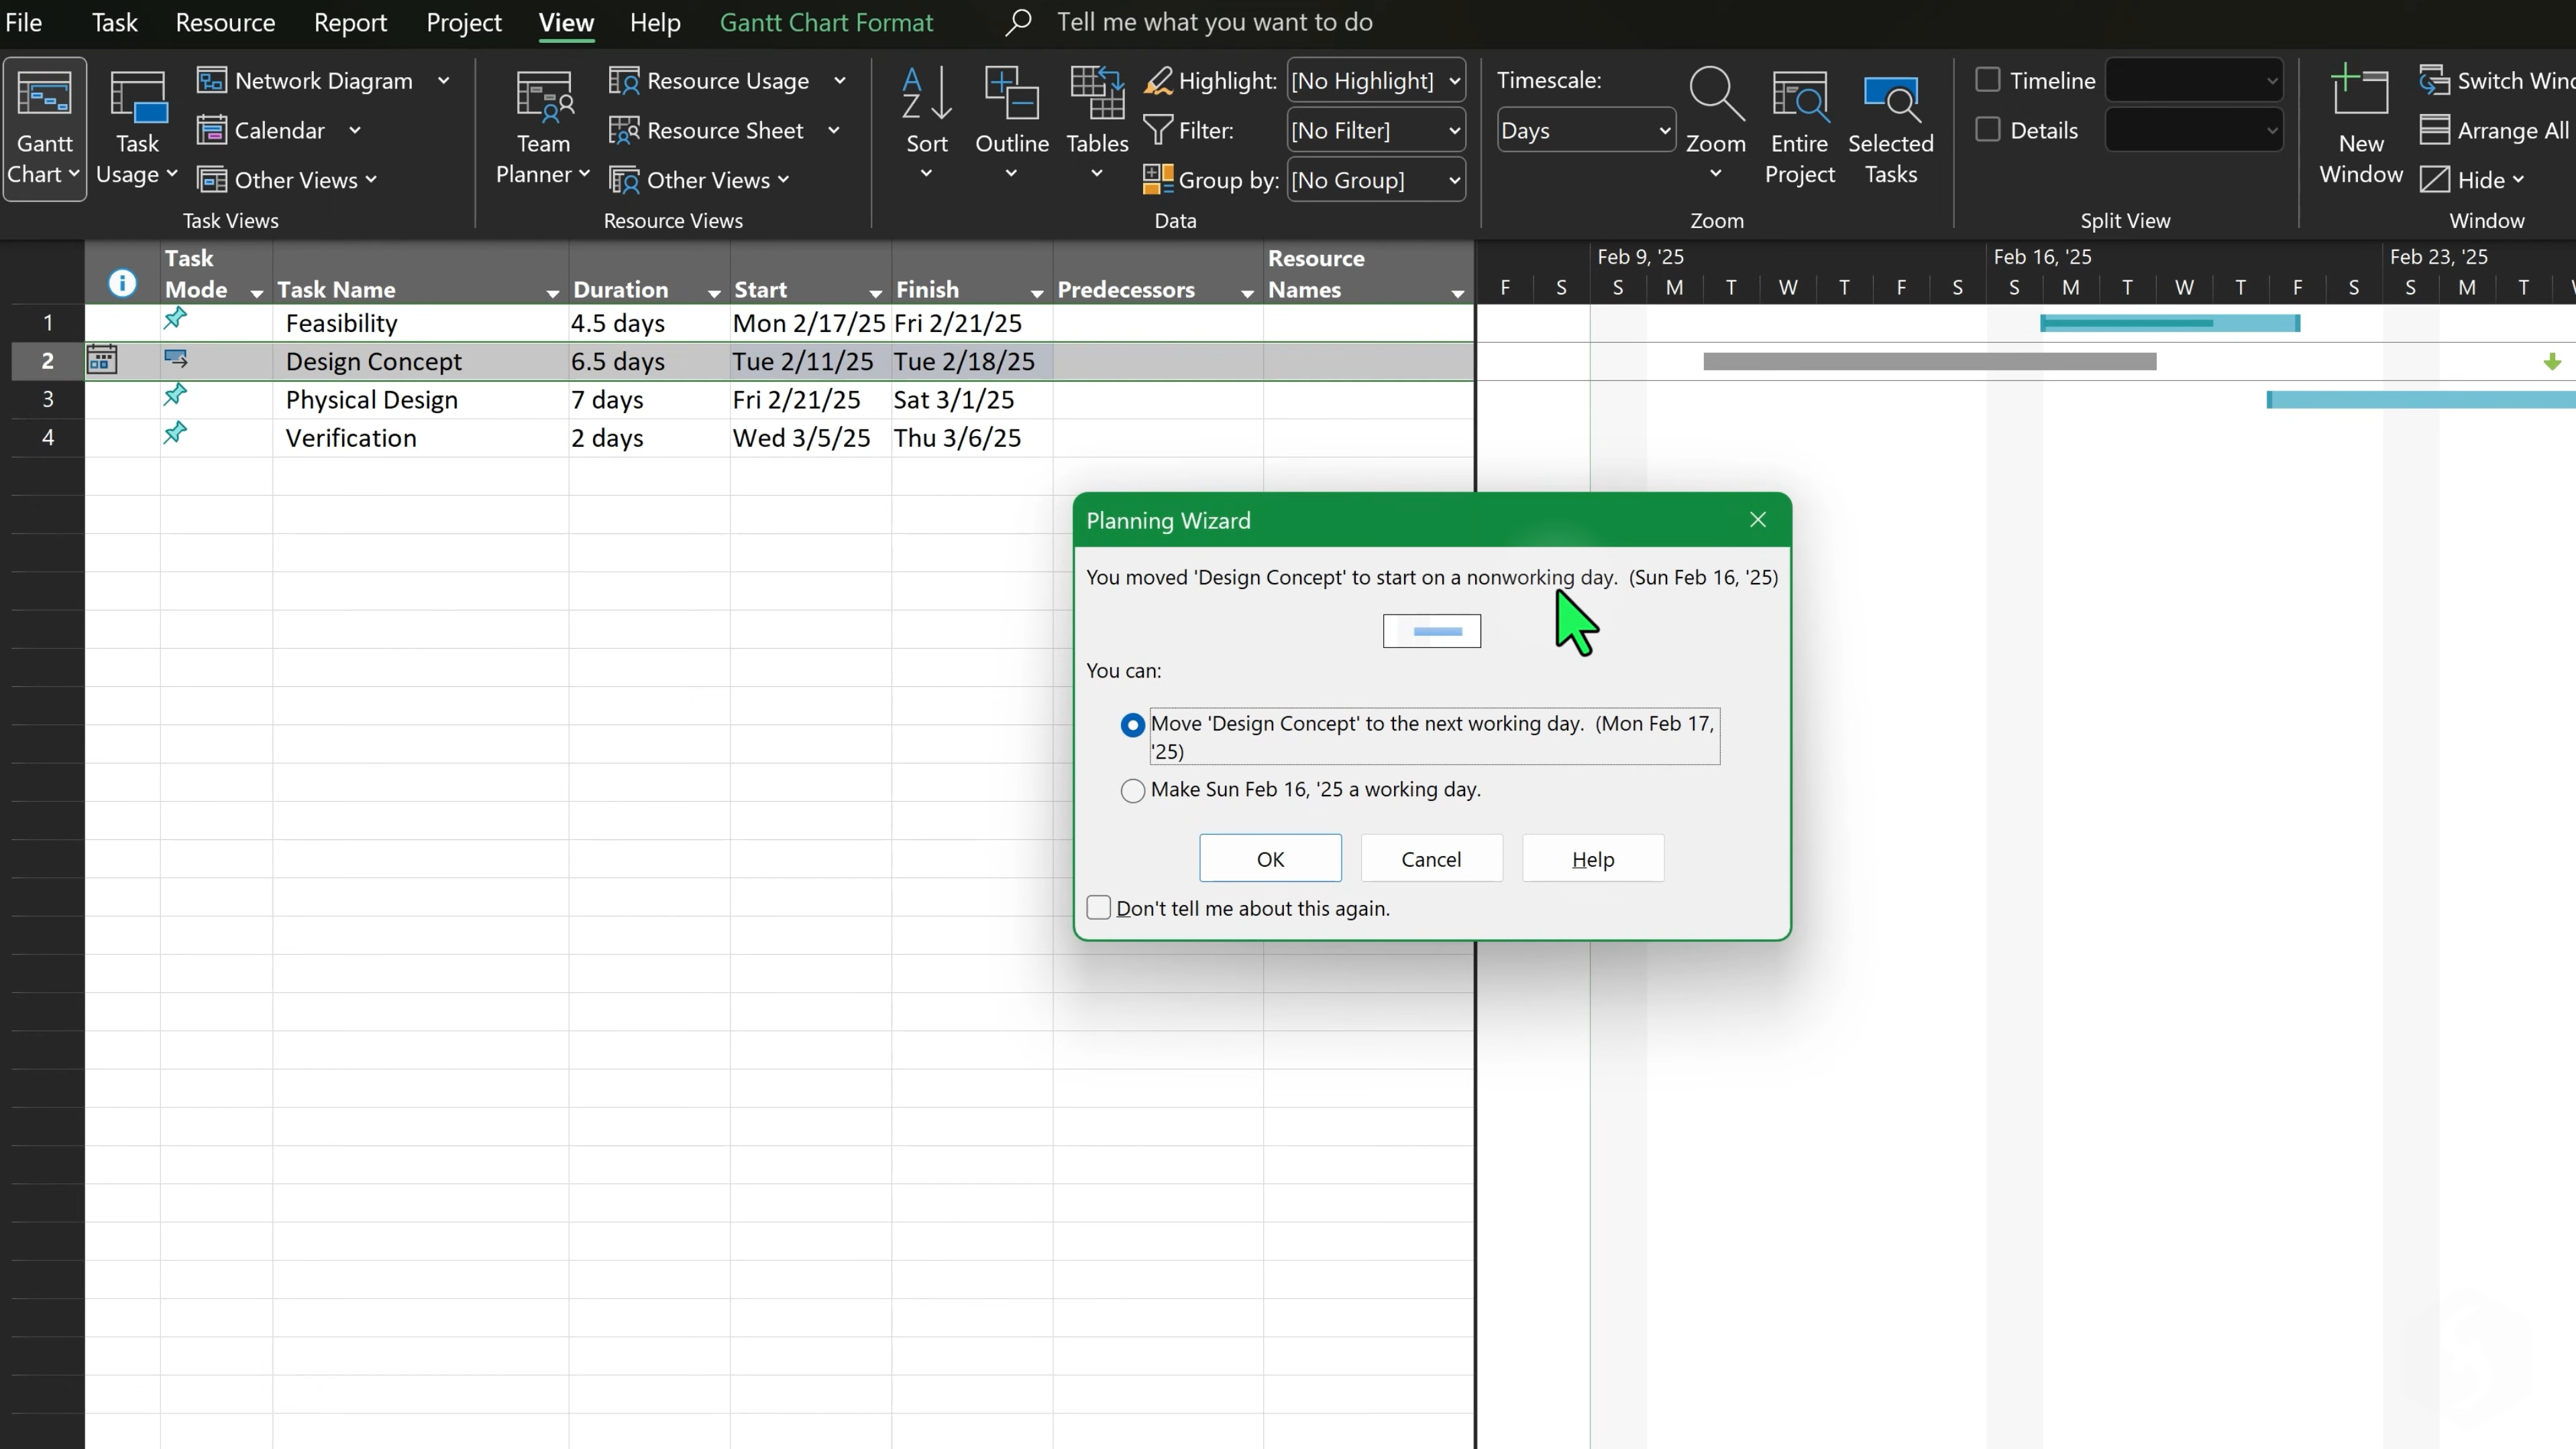 File Task Resource Report Project View Help Gantt Chart Format Tell me what you want to do
Gantt Chart
Task Usage
Network Diagram
Calendar
Other Views
Task Views
Team Planner
Resource Usage
Resource Sheet
Other Views
Resource Views
A Z
Sort
Outline
Tables
Highlight: [No Highlight]
Filter: [No Filter]
Group by: [No Group]
Data
Timescale:
Days
Zoom
Entire Project
Selected Tasks
Zoom
Timeline
Details
Split View
New Window
Switch
Arrange All
Hide
Window
Task Mode Task Name Duration Start Finish Predecessors Resource Names
Feb 9, '25 Feb 16, '25 Feb 23, '25
F S S M T W T F S S M T W T F S S M T
1 Feasibility 4.5 days Mon 2/17/25 Fri 2/21/25
2 Design Concept 6.5 days Tue 2/11/25 Tue 2/18/25
3 Physical Design 7 days Fri 2/21/25 Sat 3/1/25
4 Verification 2 days Wed 3/5/25 Thu 3/6/25
Planning Wizard
You moved 'Design Concept' to start on a nonworking day. (Sun Feb 16, '25)
You can:
Move 'Design Concept' to the next working day. (Mon Feb 17,
'25)
Make Sun Feb 16, '25 a working day.
OK Cancel Help
Don't tell me about this again.